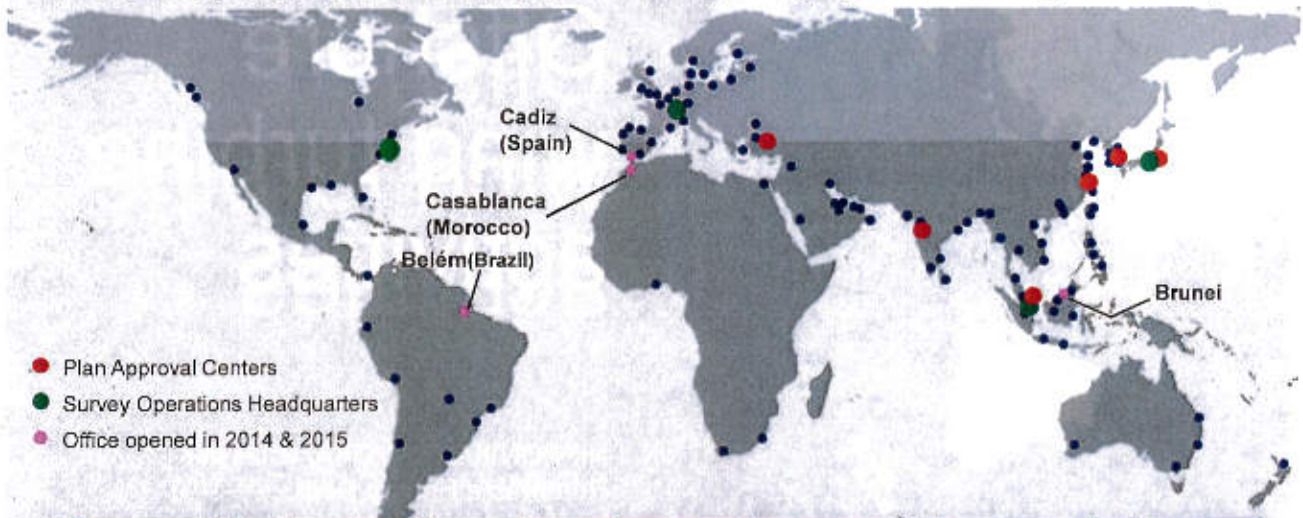 Cadiz
(Spain)
Casablanca
(Morocco)
Belém(Brazil)
Brunei
Plan Approval Centers
Survey Operations Headquarters
Office opened in 2014 & 2015